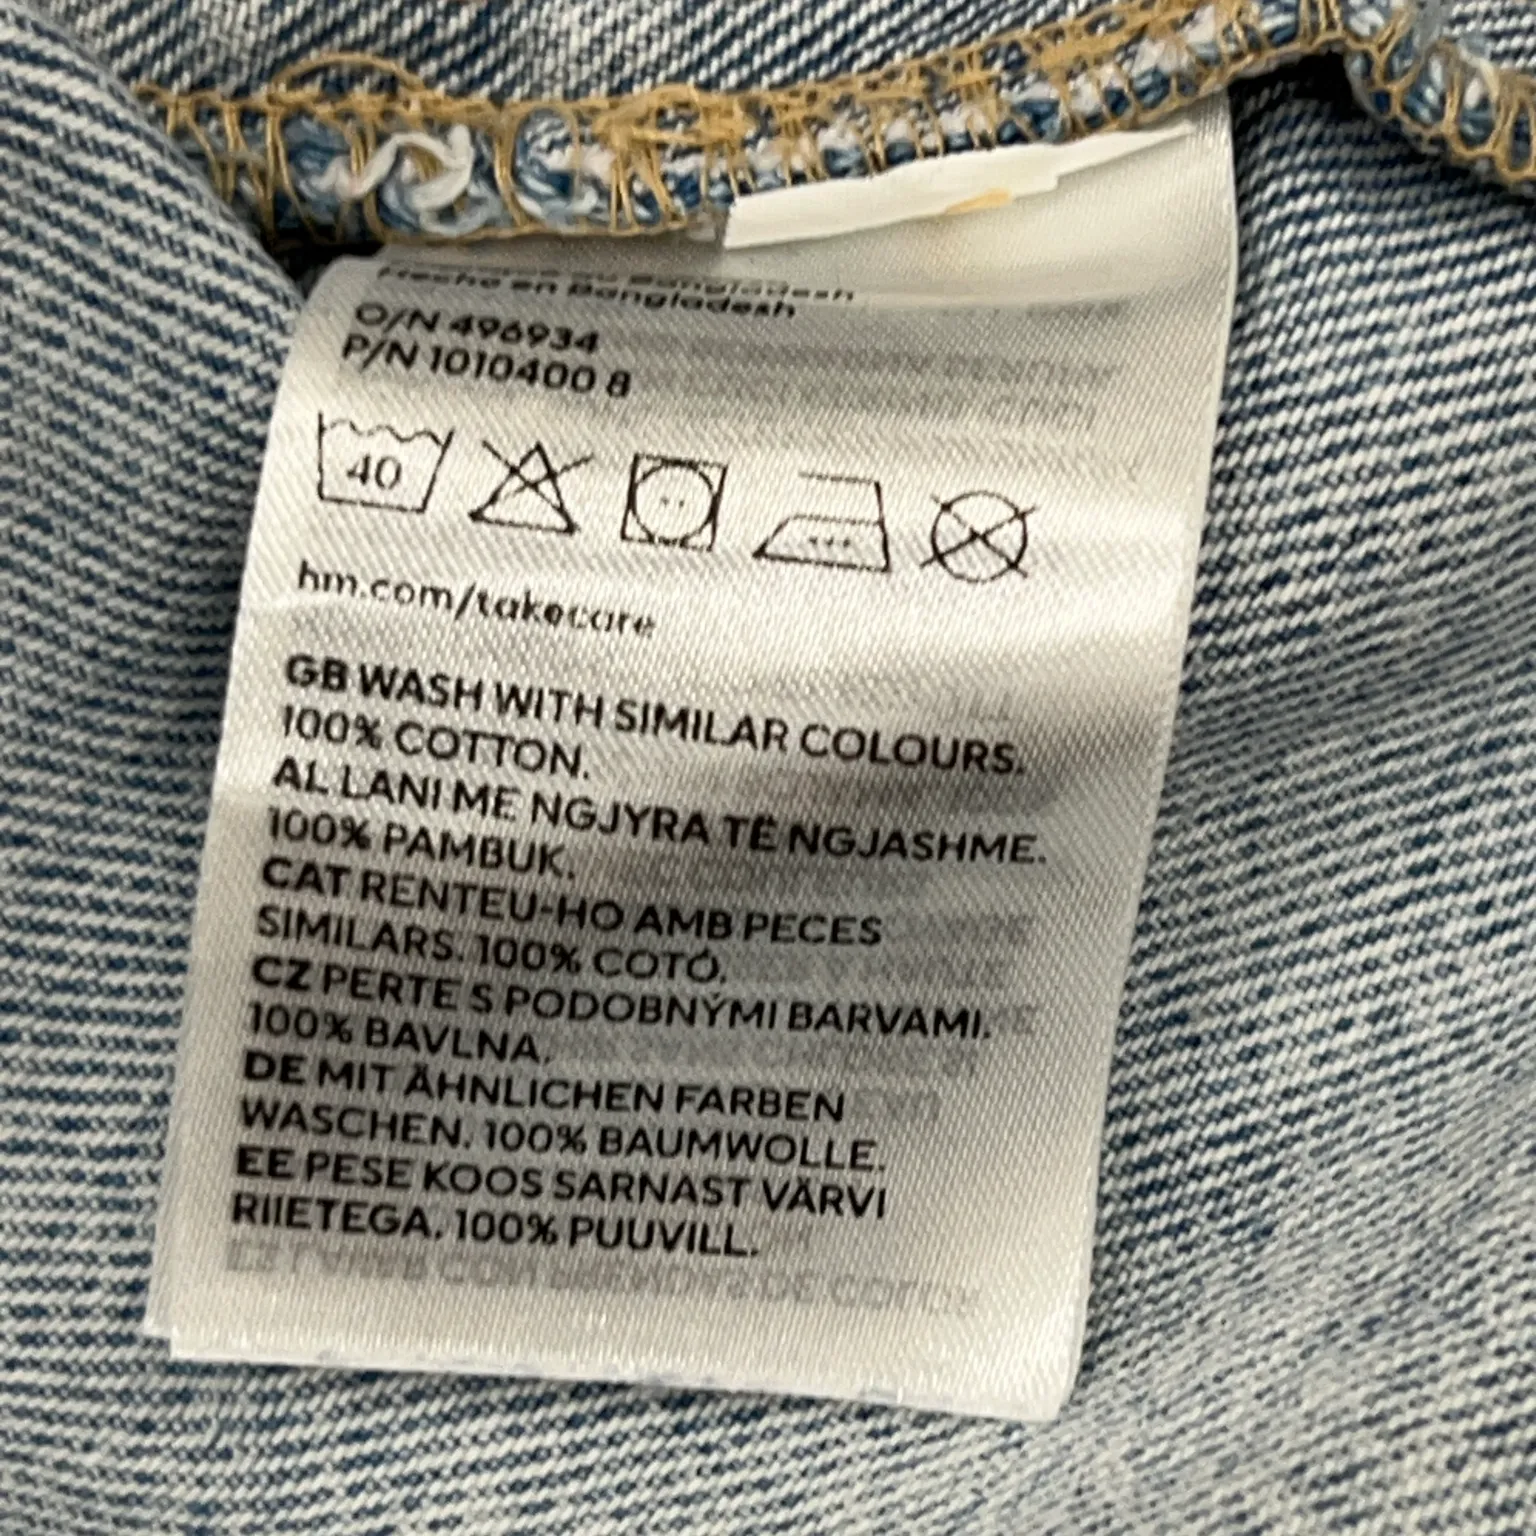 Hecho en Bangladesh
O/N 496934
P/N 1010400 8
40
hm.com/takecare
GB WASH WITH SIMILAR COLOURS.
100% COTTON.
AL LANI ME NGJYRA TË NGJASHME.
100% PAMBUK.
CAT RENTEU-HO AMB PECES
SIMILARS. 100% COTÓ.
CZ PERTE S PODOBNÝMI BARVAMI.
100% BAVLNA.
DE MIT ÄHNLICHEN FARBEN
WASCHEN. 100% BAUMWOLLE.
EE PESE KOOS SARNAST VÄRVI
RIIETEGA. 100% PUUVILL.